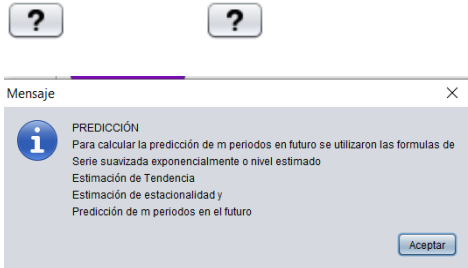 ? ?
Mensaje
PREDICCIÓN
Para calcular la predicción de m periodos en futuro se utilizaron las formulas de
Serie suavizada exponencialmente o nivel estimado
Estimación de Tendencia
Estimación de estacionalidad y
Predicción de m periodos en el futuro
Aceptar